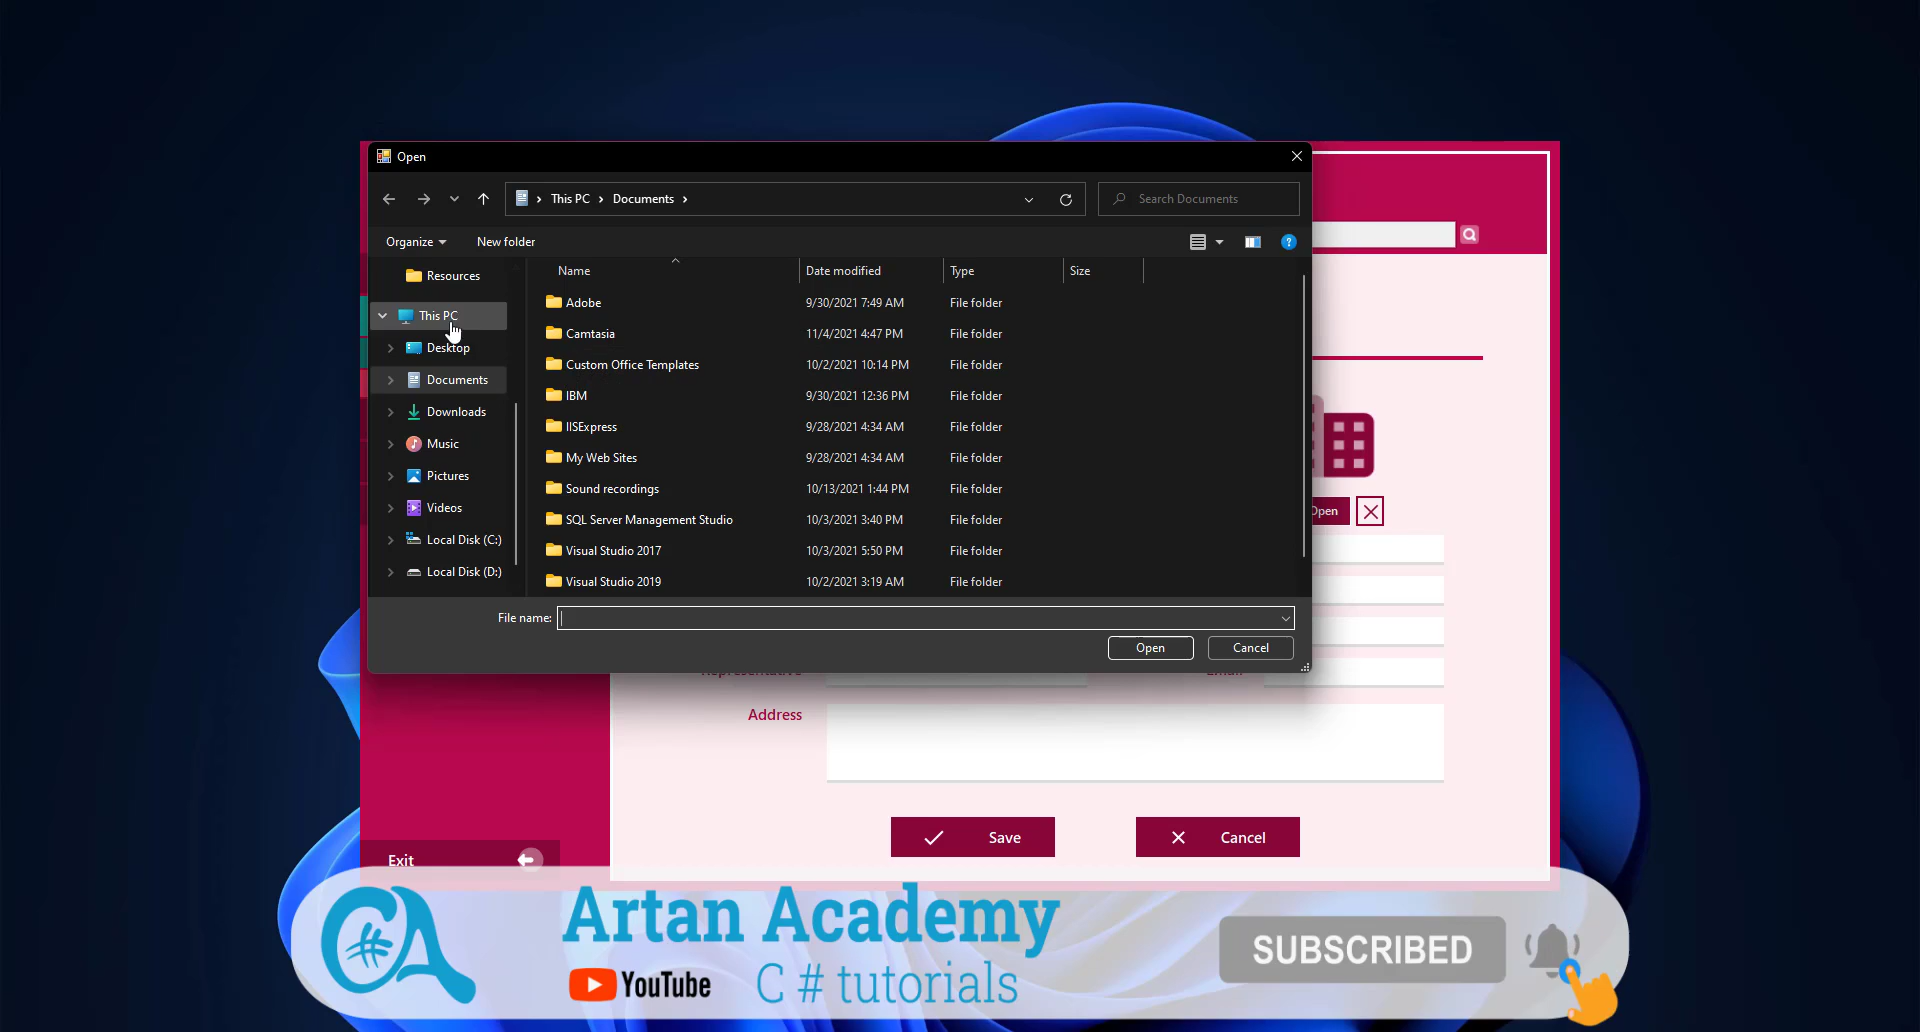 Open
This PC
Documents
Search Documents
Organize
New folder
Resources
This PC
Desktop
Documents
Downloads
Music
Pictures
Videos
Local Disk (C:)
Local Disk (D:)
Name Date modified Type Size
Adobe 9/30/2021 7:49 AM File folder
Camtasia 11/4/2021 4:47 PM File folder
Custom Office Templates 10/2/2021 10:14 PM File folder
IBM 9/30/2021 12:36 PM File folder
IISExpress 9/28/2021 4:34 AM File folder
My Web Sites 9/28/2021 4:34 AM File folder
Sound recordings 10/13/2021 1:44 PM File folder
SQL Server Management Studio 10/3/2021 3:40 PM File folder
Visual Studio 2017 10/3/2021 5:50 PM File folder
Visual Studio 2019 10/2/2021 3:19 AM File folder
File name:
Open Cancel
Open
Address
Save Cancel
Exit
Artan Academy
YouTube C # tutorials
SUBSCRIBED